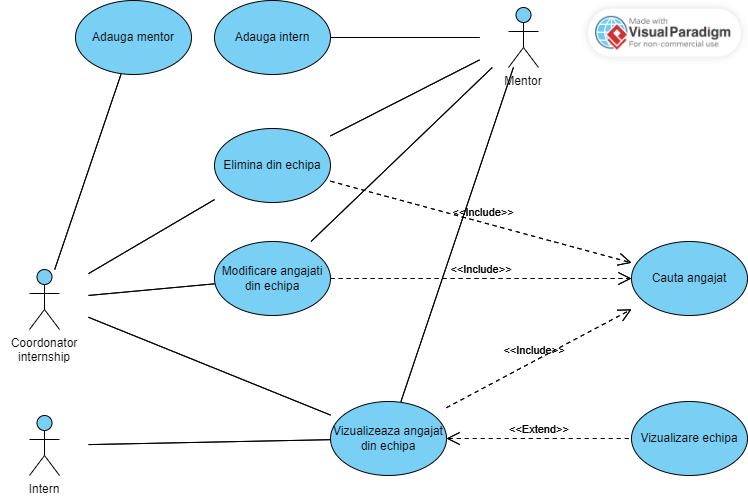 Made with
Visual Paradigm
For non-commercial use
Adauga mentor
Adauga intern
Mentor
Elimina din echipa
<<Include>>
Modificare angajati
din echipa
<<Include>>
Cauta angajat
Coordonator
internship
<<Include>>
Vizualizeaza angajat
din echipa
<<Extend>>
Vizualizare echipa
Intern